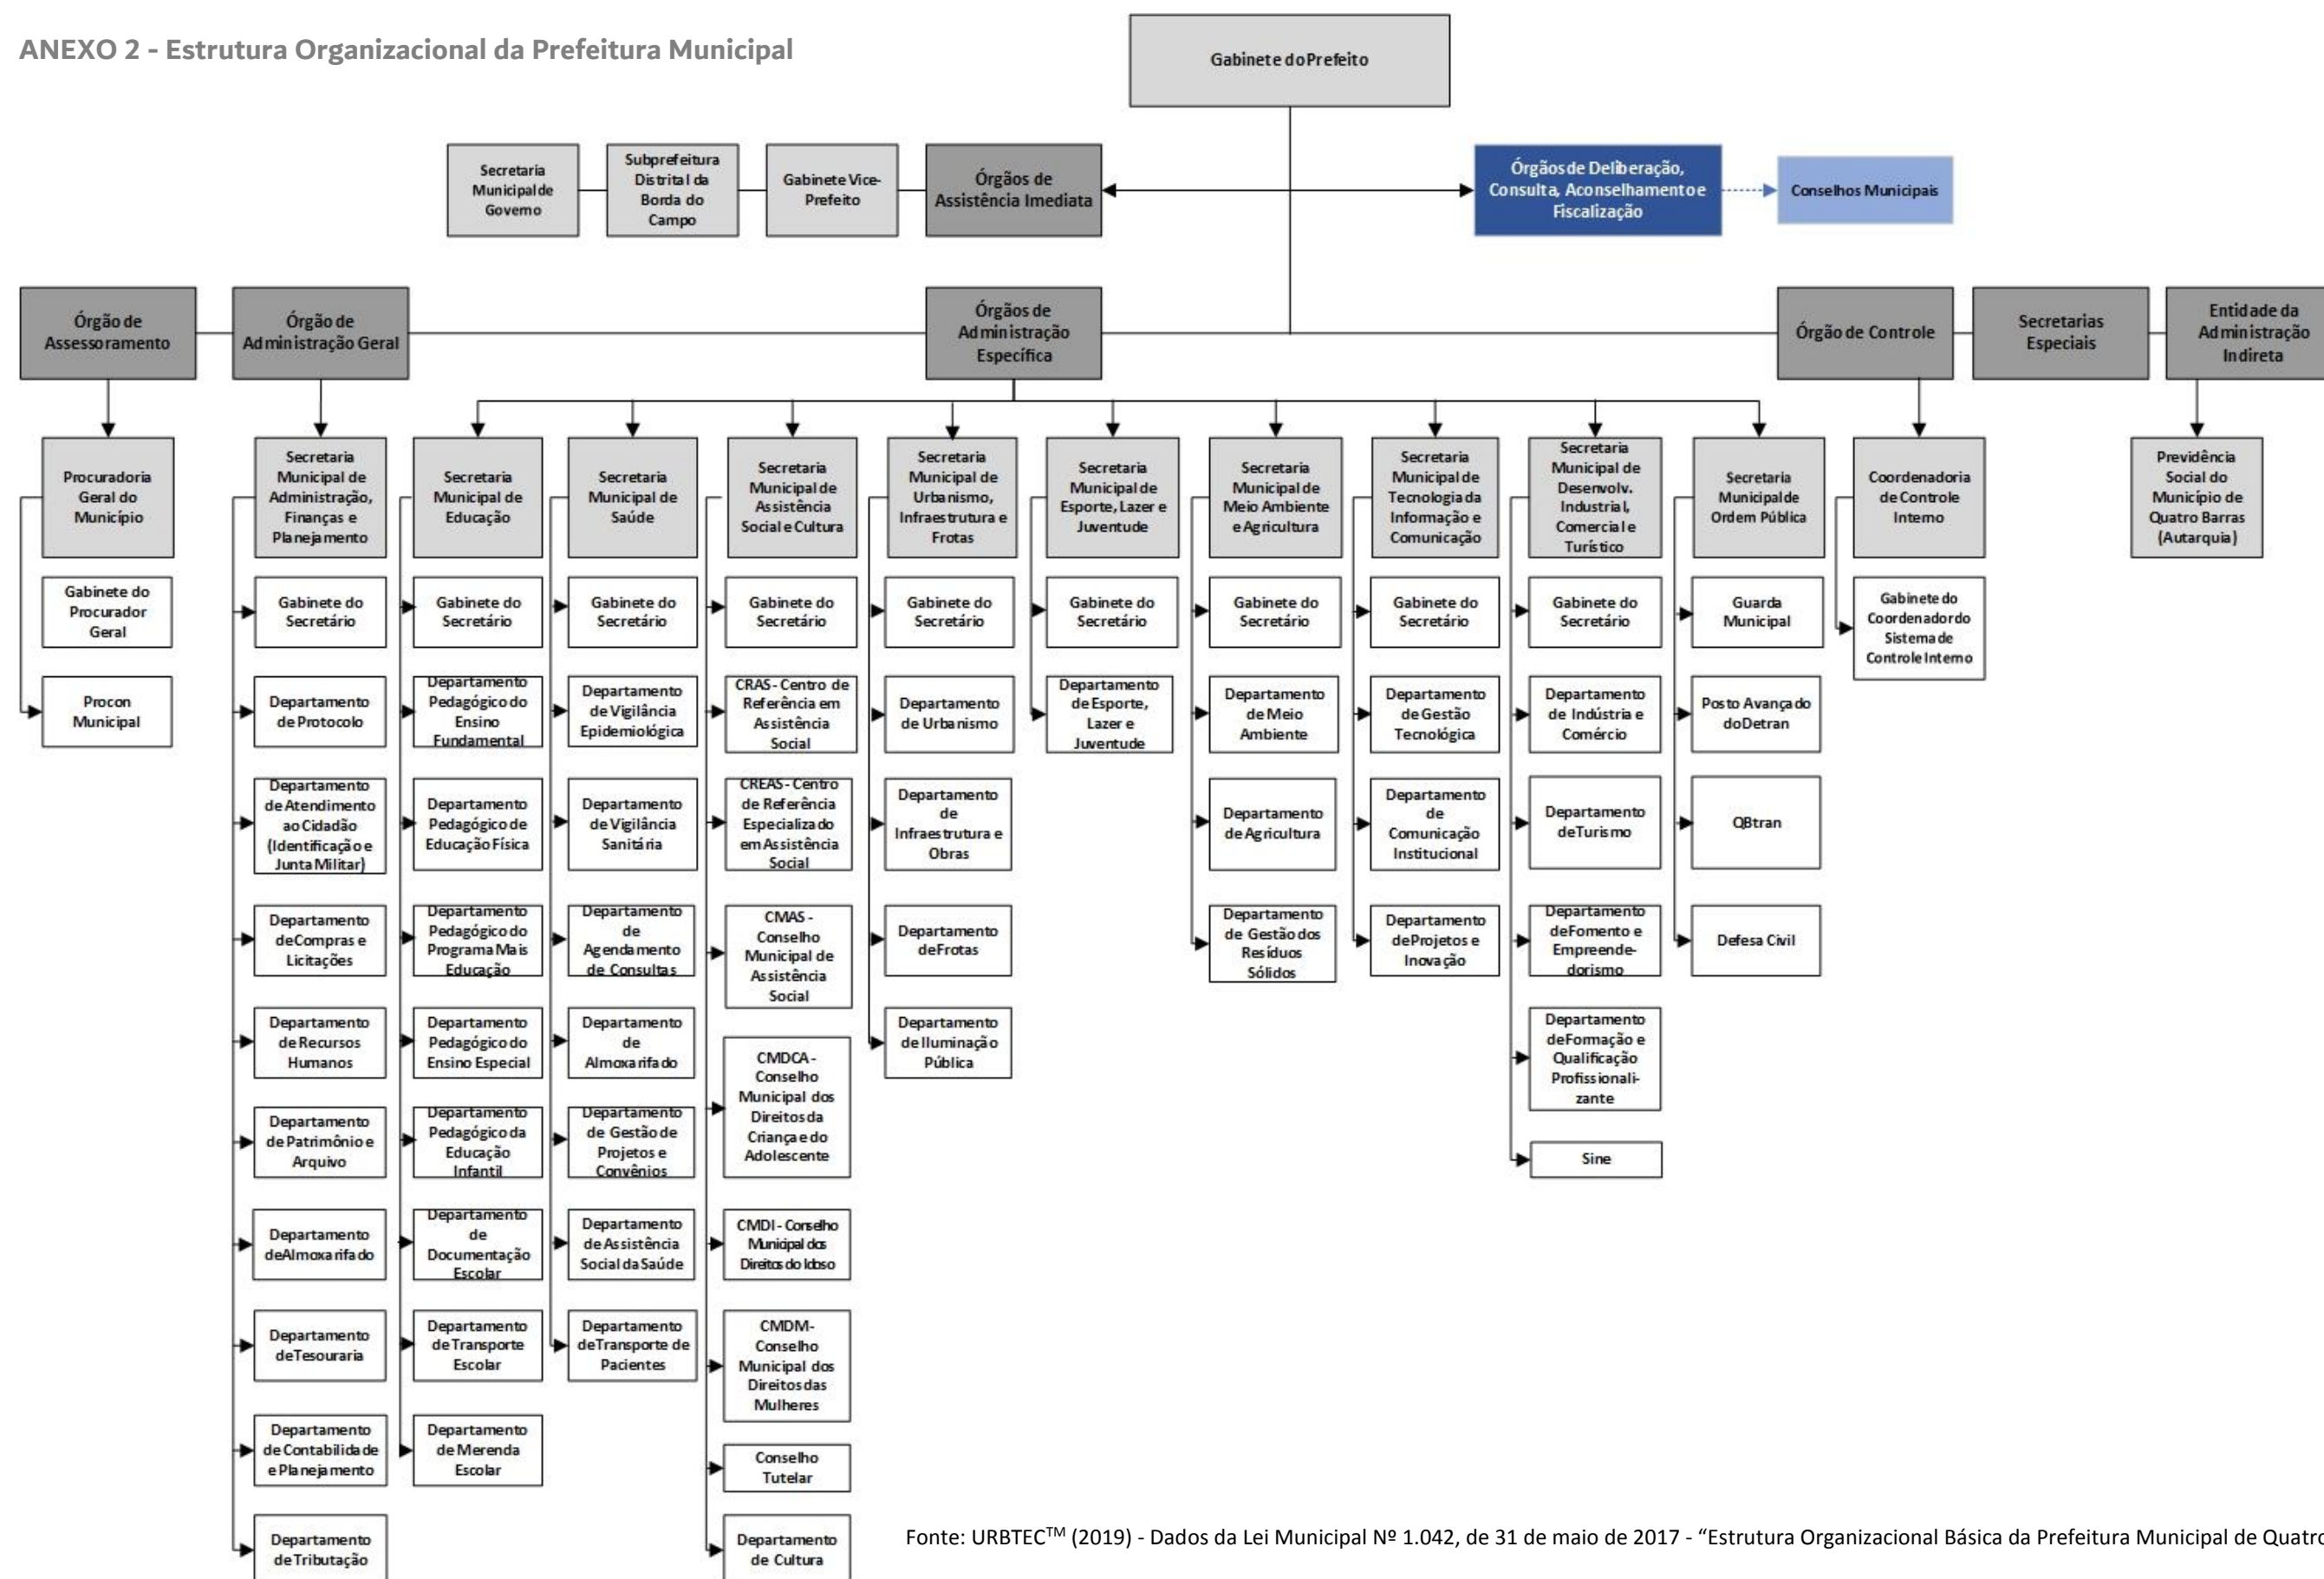 ANEXO 2 - Estrutura Organizacional da Prefeitura Municipal
Gabinete do Prefeito
Secretaria
Municipal de
Governo
Subprefeitura
Distrital da
Borda do
Campo
Gabinete Vice-
Prefeito
Órgãos de
Assistência Imediata
Órgãos de Deliberação,
Consulta, Aconselhamento e
Fiscalização
Conselhos Municipais
Órgão de
Assessoramento
Órgão de
Administração Geral
Órgãos de
Administração
Específica
Órgão de Controle
Secretarias
Especiais
Entidade da
Administração
Indireta
Procuradoria
Geral do
Município
Secretaria
Municipal de
Administração,
Finanças e
Planejamento
Secretaria
Municipal de
Educação
Secretaria
Municipal de
Saúde
Secretaria
Municipal de
Assistência
Social e Cultura
Secretaria
Municipal de
Urbanismo,
Infraestrutura e
Frotas
Secretaria
Municipal de
Esporte, Lazer e
Juventude
Secretaria
Municipal de
Meio Ambiente
e Agricultura
Secretaria
Municipal de
Tecnologia da
Informação e
Comunicação
Secretaria
Municipal de
Desenvolv.
Industrial,
Comercial e
Turístico
Secretaria
Municipal de
Ordem Pública
Coordenadoria
de Controle
Interno
Previdência
Social do
Município de
Quatro Barras
(Autarquia)
Gabinete do
Procurador
Geral
Gabinete do
Secretário
Gabinete do
Secretário
Gabinete do
Secretário
Gabinete do
Secretário
Gabinete do
Secretário
Gabinete do
Secretário
Gabinete do
Secretário
Gabinete do
Secretário
Gabinete do
Secretário
Guarda
Municipal
Gabinete do
Coordenador do
Sistema de
Controle Interno
Procon
Municipal
Departamento
de Protocolo
Departamento
Pedagógico do
Ensino
Fundamental
Departamento
de Vigilância
Epidemiológica
CRAS - Centro de
Referência em
Assistência
Social
Departamento
de Urbanismo
Departamento
de Esporte,
Lazer e
Juventude
Departamento
de Meio
Ambiente
Departamento
de Gestão
Tecnológica
Departamento
de Indústria e
Comércio
Posto Avançado
do Detran
Departamento
de Atendimento
ao Cidadão
(Identificação e
Junta Militar)
Departamento
Pedagógico de
Educação Física
Departamento
de Vigilância
Sanitária
CREAS - Centro
de Referência
Especializado
em Assistência
Social
Departamento
de
Infraestrutura e
Obras
Departamento
de Agricultura
Departamento
de
Comunicação
Institucional
Departamento
de Turismo
QBtran
Departamento
de Compras e
Licitações
Departamento
Pedagógico do
Programa Mais
Educação
Departamento
de
Agendamento
de Consultas
CMAS -
Conselho
Municipal de
Assistência
Social
Departamento
de Frotas
Departamento
de Gestão dos
Resíduos
Sólidos
Departamento
de Projetos e
Inovação
Departamento
de Fomento e
Empreende-
dorismo
Defesa Civil
Departamento
de Recursos
Humanos
Departamento
Pedagógico do
Ensino Especial
Departamento
de
Almoxarifado
CMDCA -
Conselho
Municipal dos
Direitos da
Criança e do
Adolescente
Departamento
de Iluminação
Pública
Departamento
de Formação e
Qualificação
Profissionali-
zante
Departamento
de Patrimônio e
Arquivo
Departamento
Pedagógico da
Educação
Infantil
Departamento
de Gestão de
Projetos e
Convênios
Sine
Departamento
de Almoxarifado
Departamento
de
Documentação
Escolar
Departamento
de Assistência
Social da Saúde
CMDI - Conselho
Municipal dos
Direitos do Idoso
Departamento
de Tesouraria
Departamento
de Transporte
Escolar
Departamento
de Transporte de
Pacientes
CMDM-
Conselho
Municipal dos
Direitos das
Mulheres
Departamento
de Contabilidade
e Planejamento
Departamento
de Merenda
Escolar
Conselho
Tutelar
Departamento
de Tributação
Departamento
de Cultura
Fonte: URBTEC™ (2019) - Dados da Lei Municipal Nº 1.042, de 31 de maio de 2017 - “Estrutura Organizacional Básica da Prefeitura Municipal de Quatro